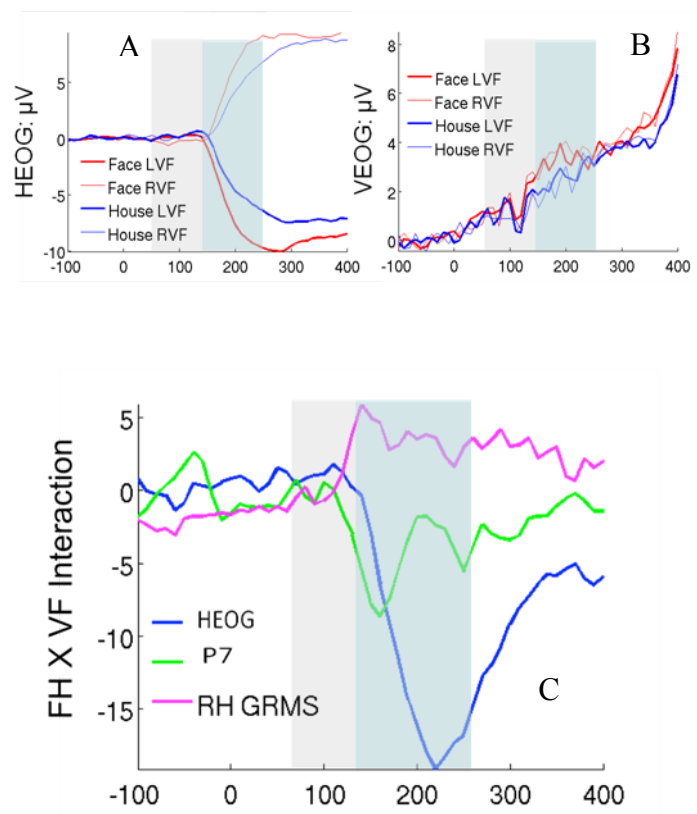 A
5
0
-5
-10
HEOG: µV
Face LVF
Face RVF
House LVF
House RVF
-100
0
100
200
300
400
B
8
6
4
2
0
VEOG: µV
Face LVF
Face RVF
House LVF
House RVF
-100
0
100
200
300
400
5
0
-5
-10
-15
FH X VF Interaction
HEOG
P7
RH GRMS
C
-100
0
100
200
300
400